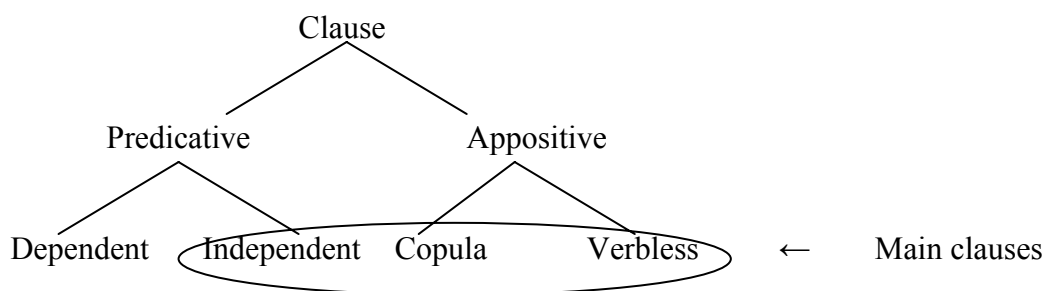 Clause
Predicative Appositive
Dependent Independent Copula Verbless ← Main clauses